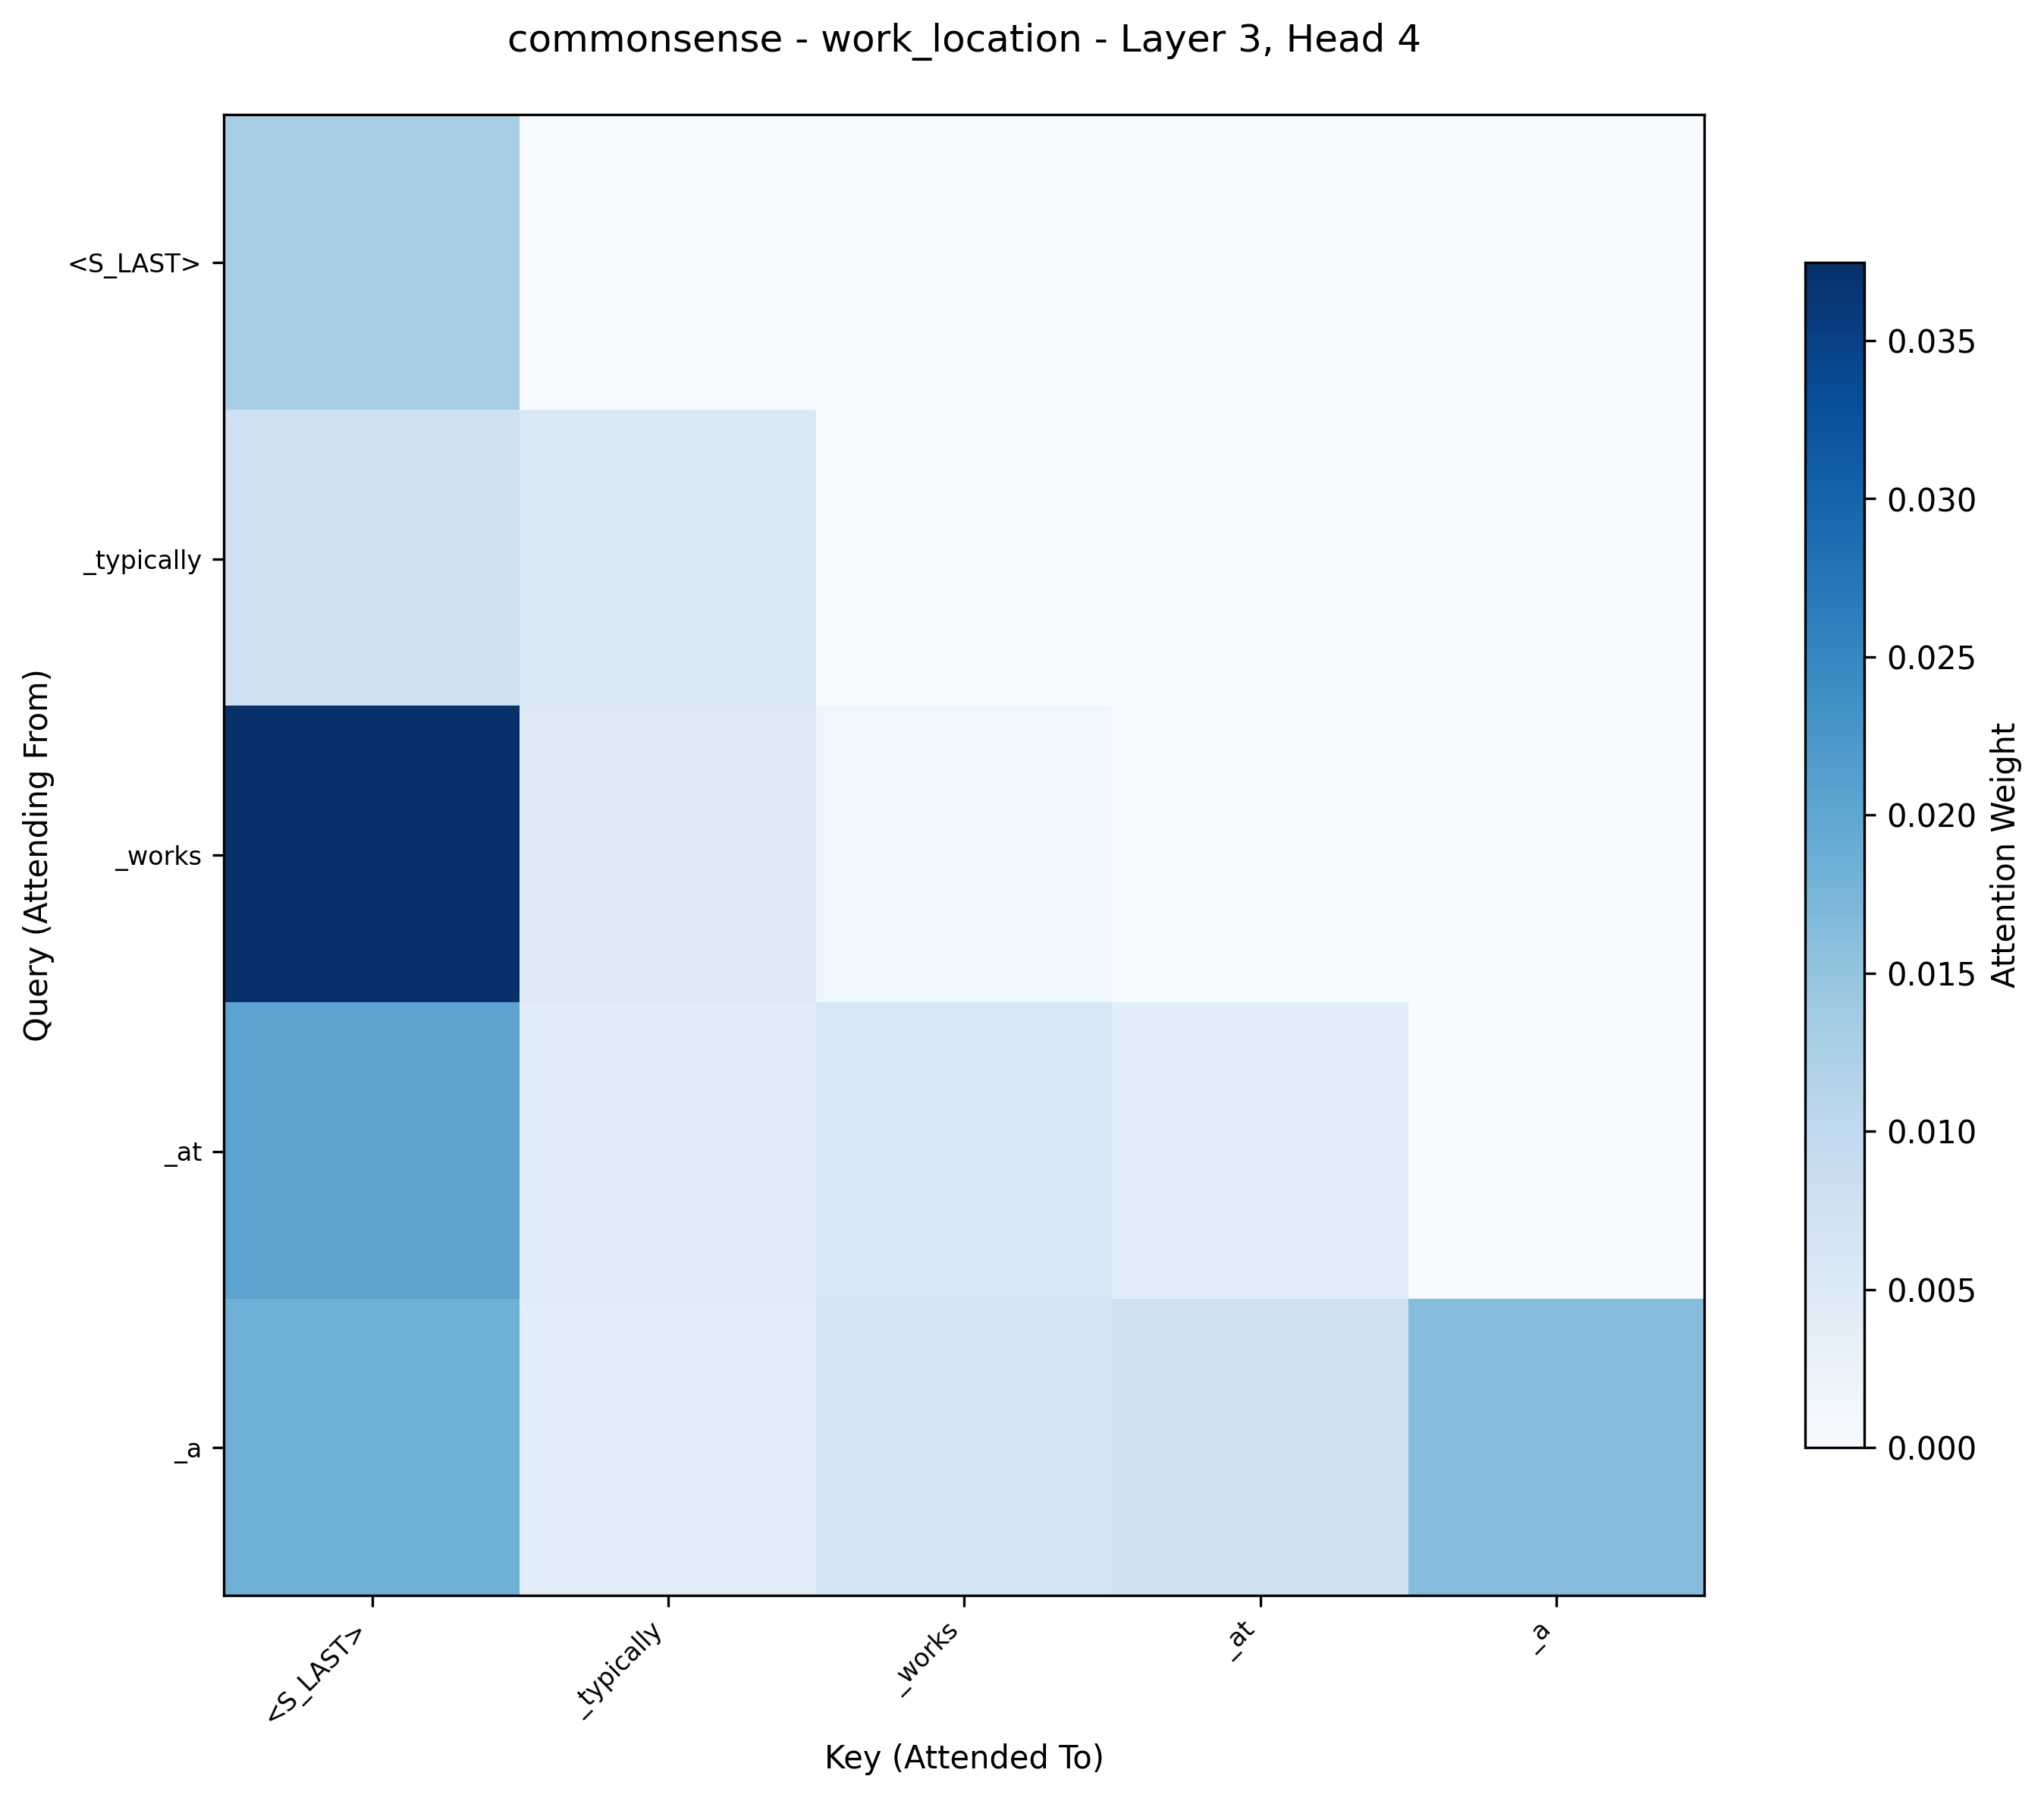 commonsense - work_location - Layer 3, Head 4
Query (Attending From)
<S_LAST>
_typically
_works
_at
_a
<S_LAST>
_typically
_works
_at
_a
Key (Attended To)
0.035
0.030
0.025
0.020
0.015
0.010
0.005
0.000
Attention Weight